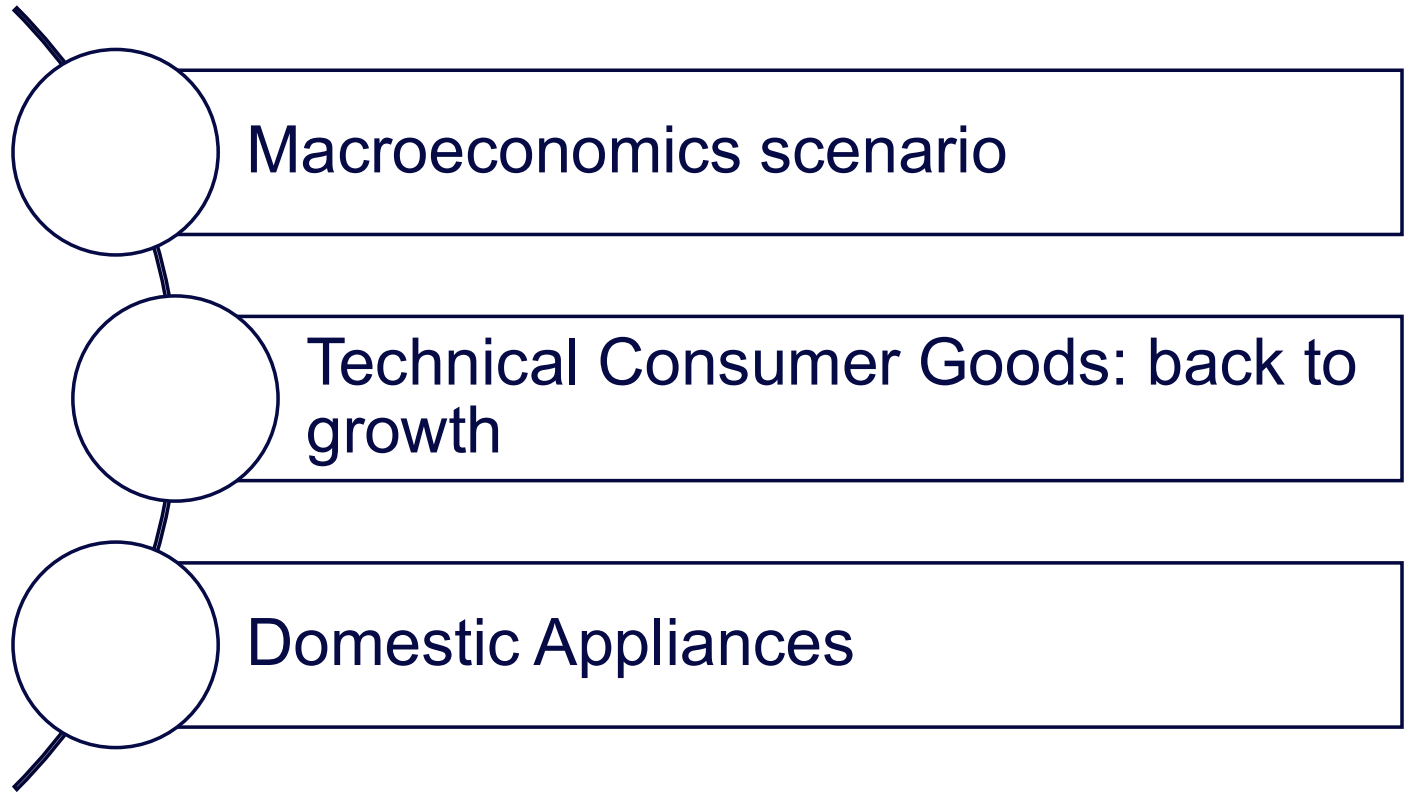 Macroeconomics scenario
Technical Consumer Goods: back to
growth
Domestic Appliances